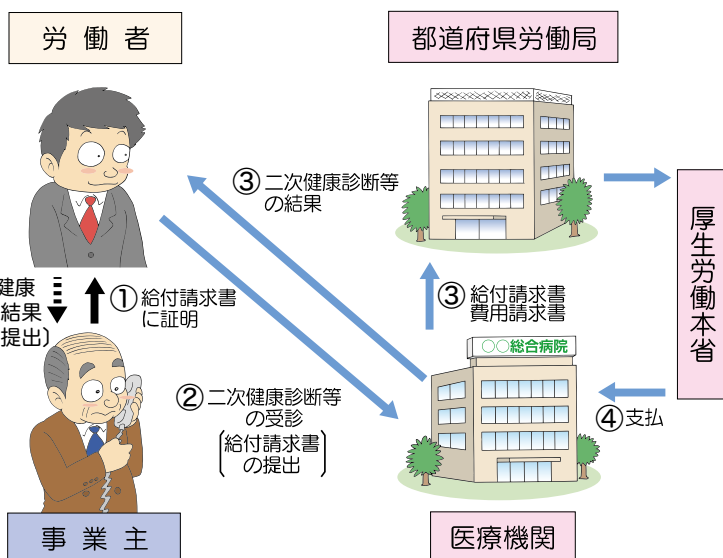 労働者
都道府県労働局
③二次健康診断等
の結果
厚生労働本省
健康
結果
提出〕
①給付請求書
に証明
③給付請求書
費用請求書
○○総合病院
②二次健康診断等
の受診
〔給付請求書
の提出〕
④支払
事業主
医療機関